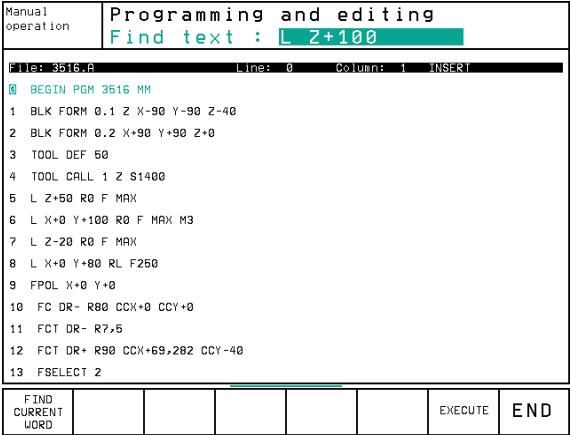 Manual
operation
Programming and editing
Find text : L Z+100
File: 3516.A Line: 0 Column: 1 INSERT
0 BEGIN PGM 3516 MM
1 BLK FORM 0.1 Z X-90 Y-90 Z-40
2 BLK FORM 0.2 X+90 Y+90 Z+0
3 TOOL DEF 50
4 TOOL CALL 1 Z S1400
5 L Z+50 R0 F MAX
6 L X+0 Y+100 R0 F MAX M3
7 L Z-20 R0 F MAX
8 L X+0 Y+80 RL F250
9 FPOL X+0 Y+0
10 FC DR- R80 CCX+0 CCY+0
11 FCT DR- R7,5
12 FCT DR+ R90 CCX+69,282 CCY-40
13 FSELECT 2
FIND
CURRENT
WORD
EXECUTE
END